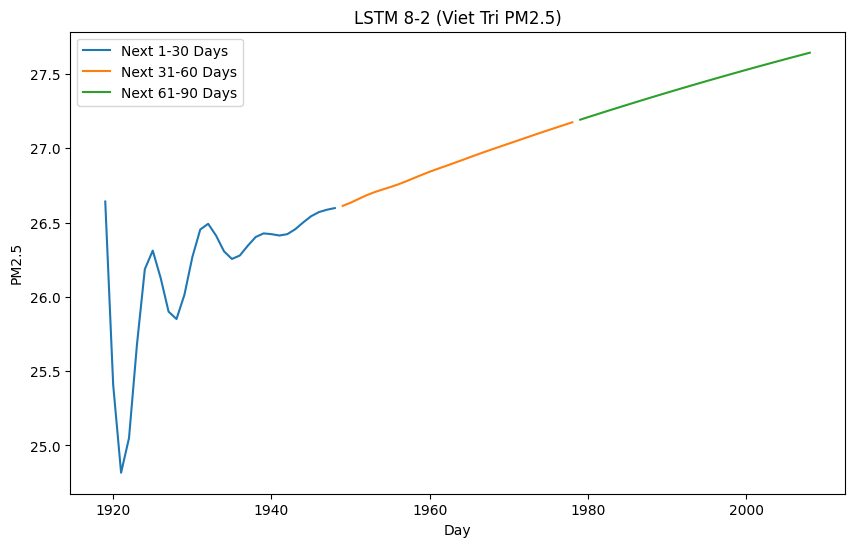 LSTM 8-2 (Viet Tri PM2.5)
Next 1-30 Days
Next 31-60 Days
Next 61-90 Days
27.5
27.0
26.5
26.0
25.5
25.0
PM2.5
1920 1940 1960 1980 2000
Day